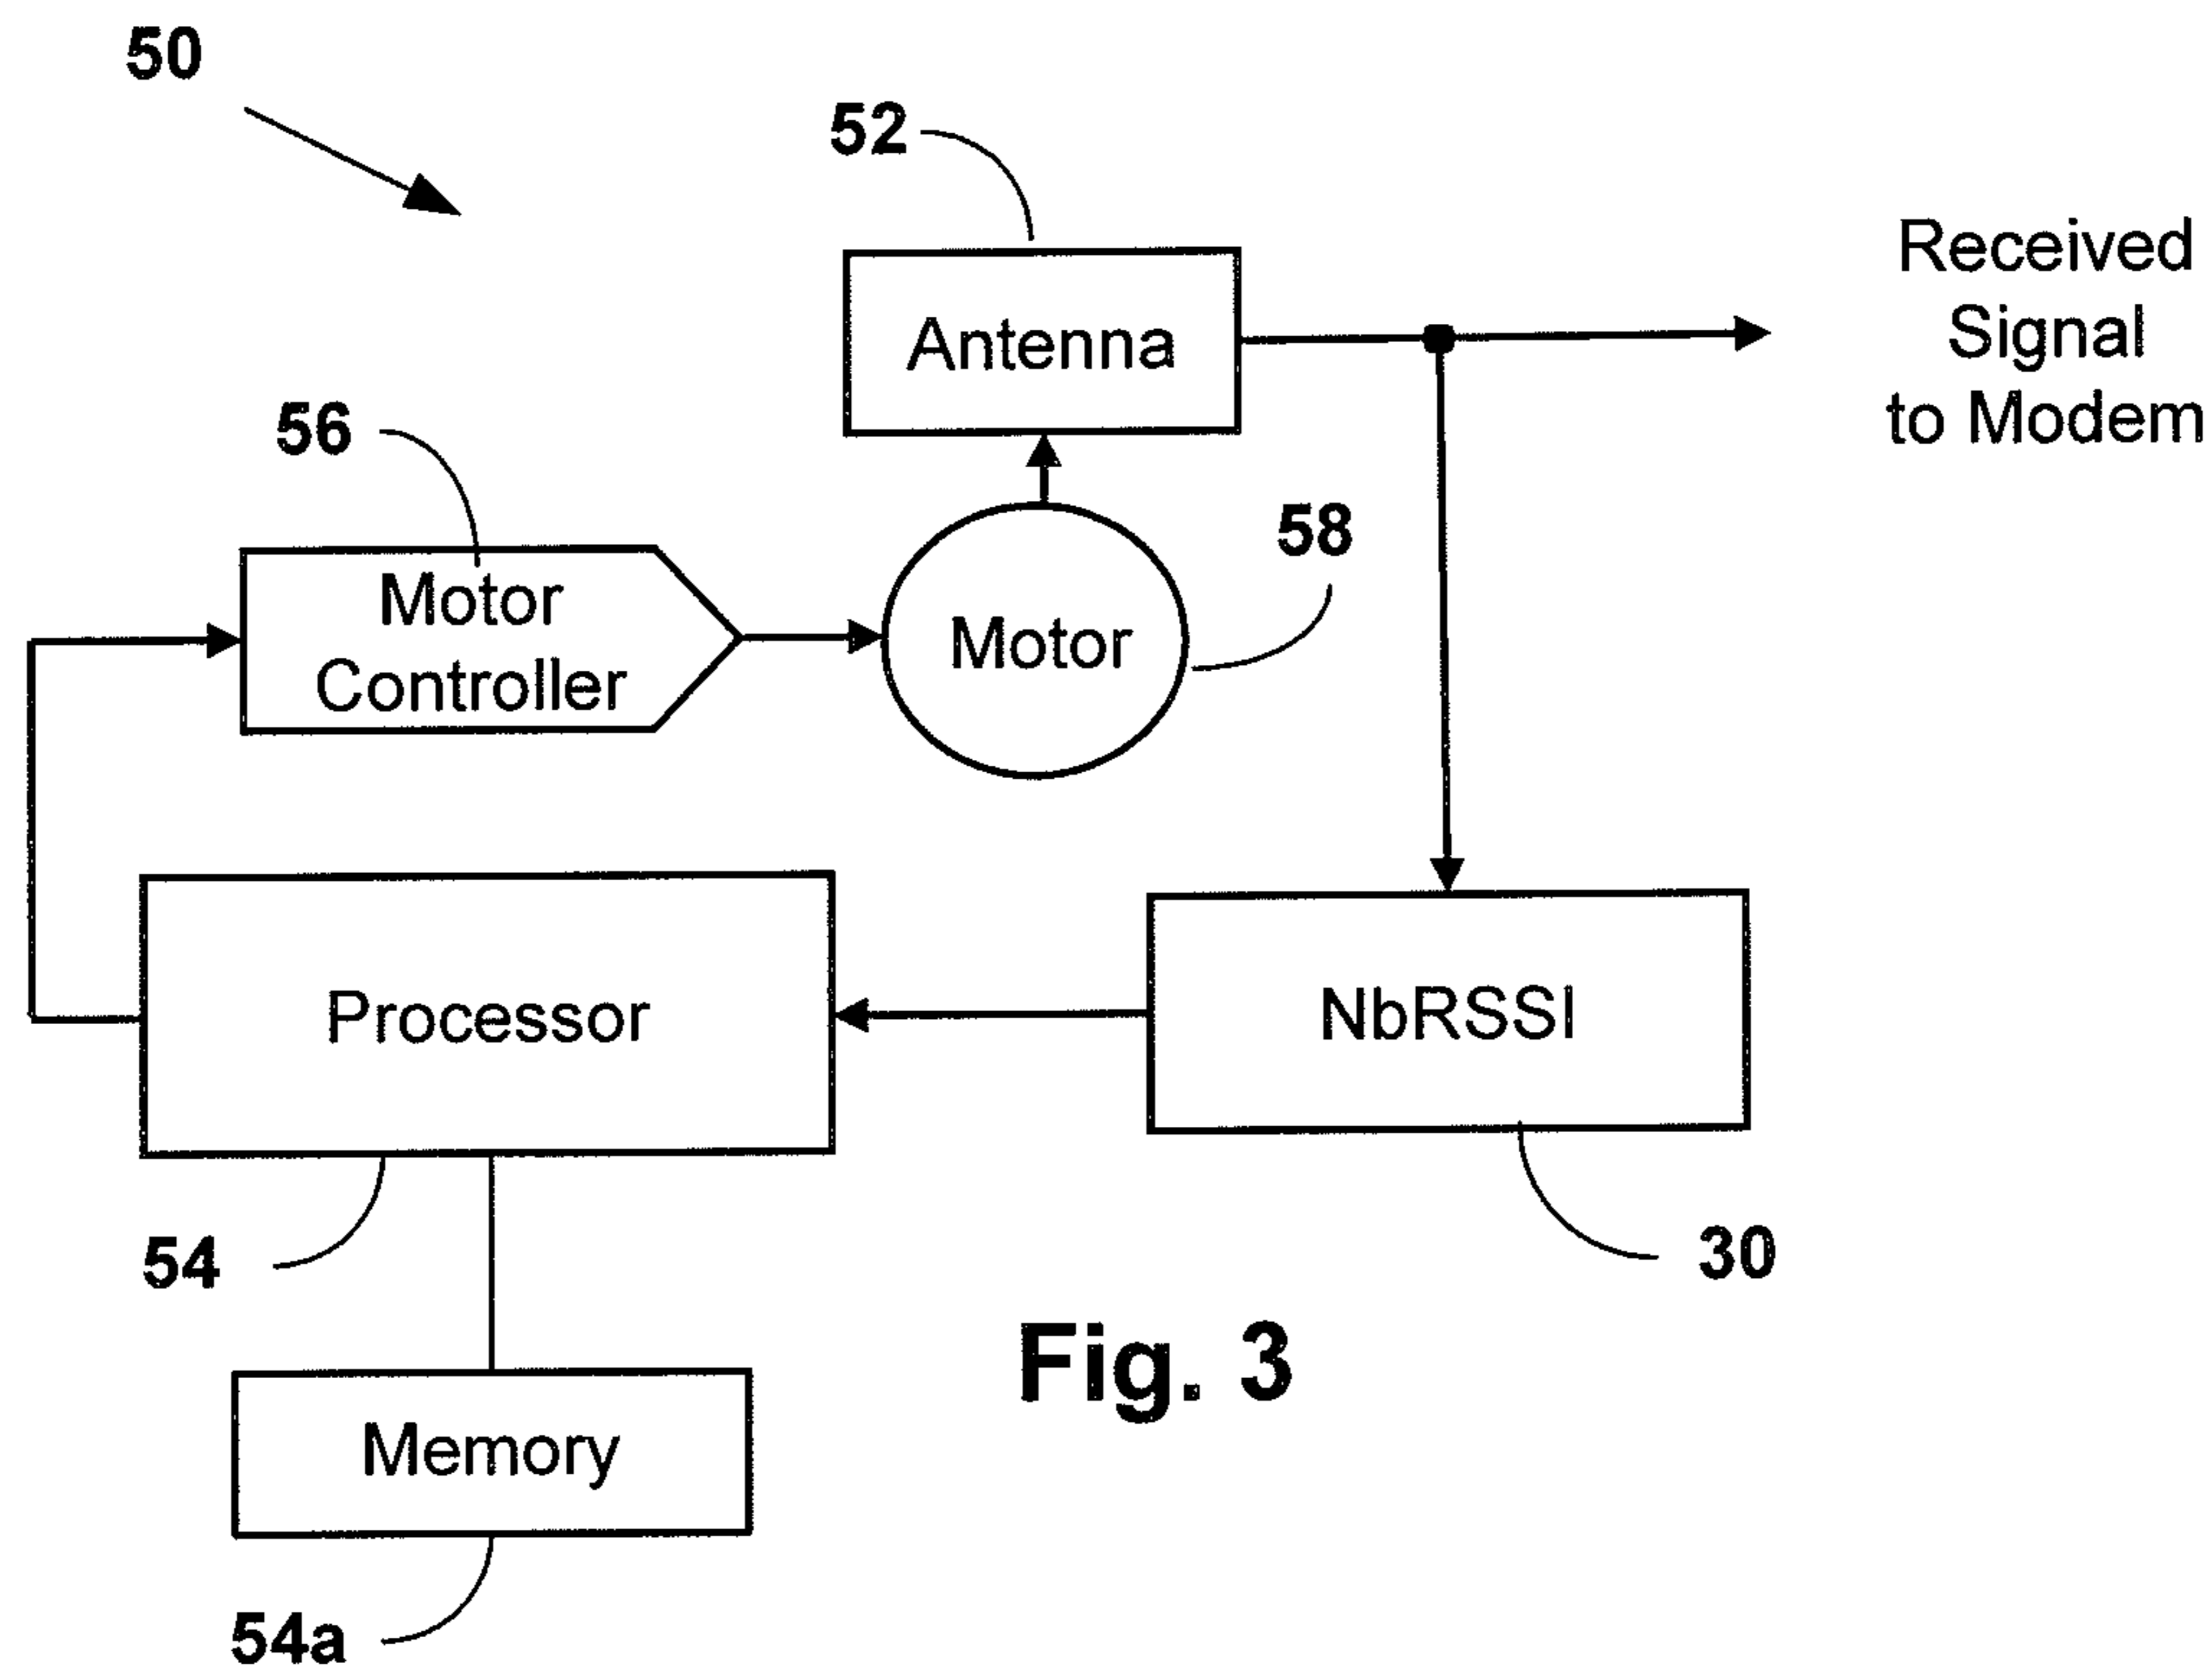 50
52
Received
Signal
to Modem
Antenna
56
58
Motor
Controller
Motor
Processor
NbRSSI
54
30
Fig. 3
Memory
54a